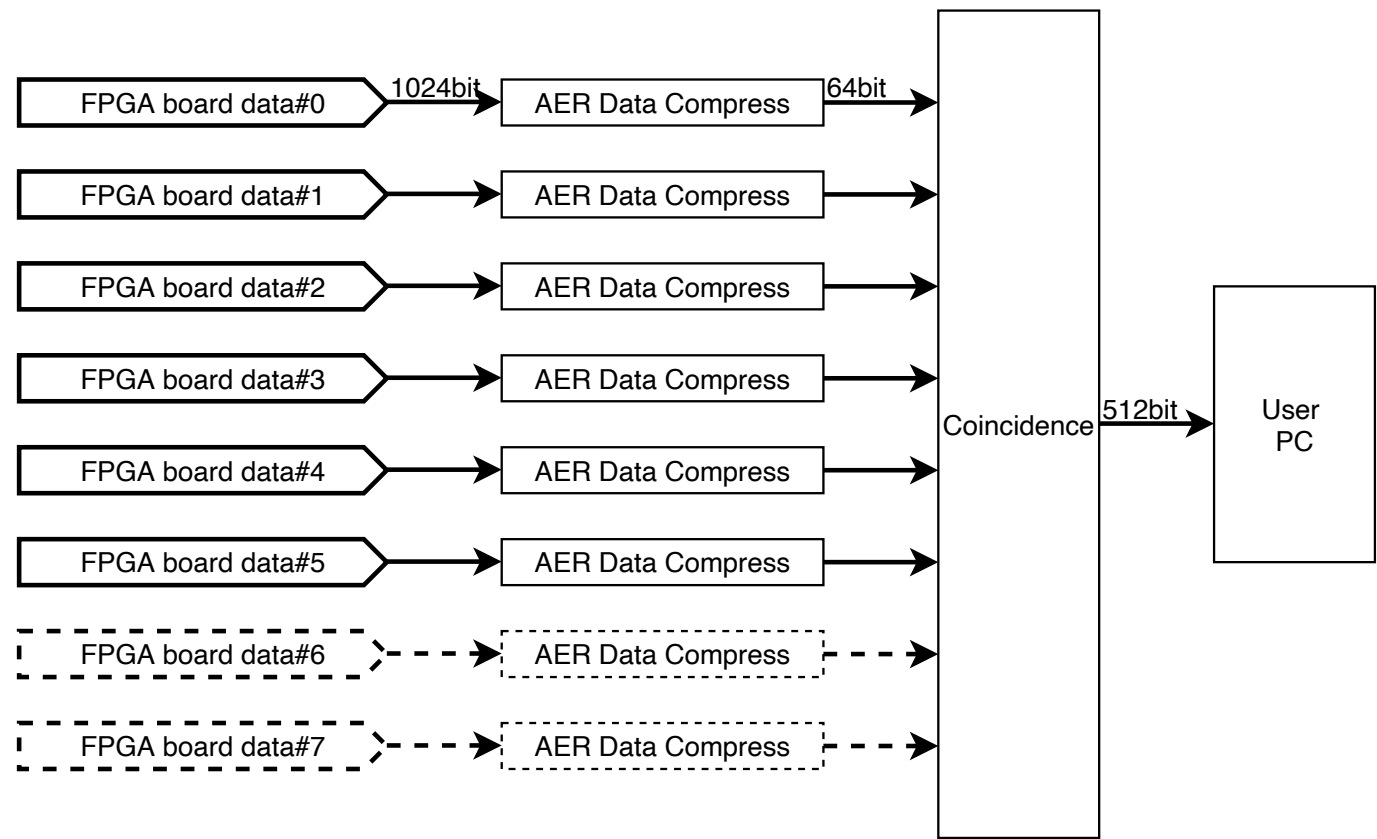 FPGA board data#0
1024bit
AER Data Compress
64bit
FPGA board data#1
AER Data Compress
FPGA board data#2
AER Data Compress
FPGA board data#3
AER Data Compress
FPGA board data#4
AER Data Compress
FPGA board data#5
AER Data Compress
FPGA board data#6
AER Data Compress
FPGA board data#7
AER Data Compress
Coincidence
512bit
User
PC